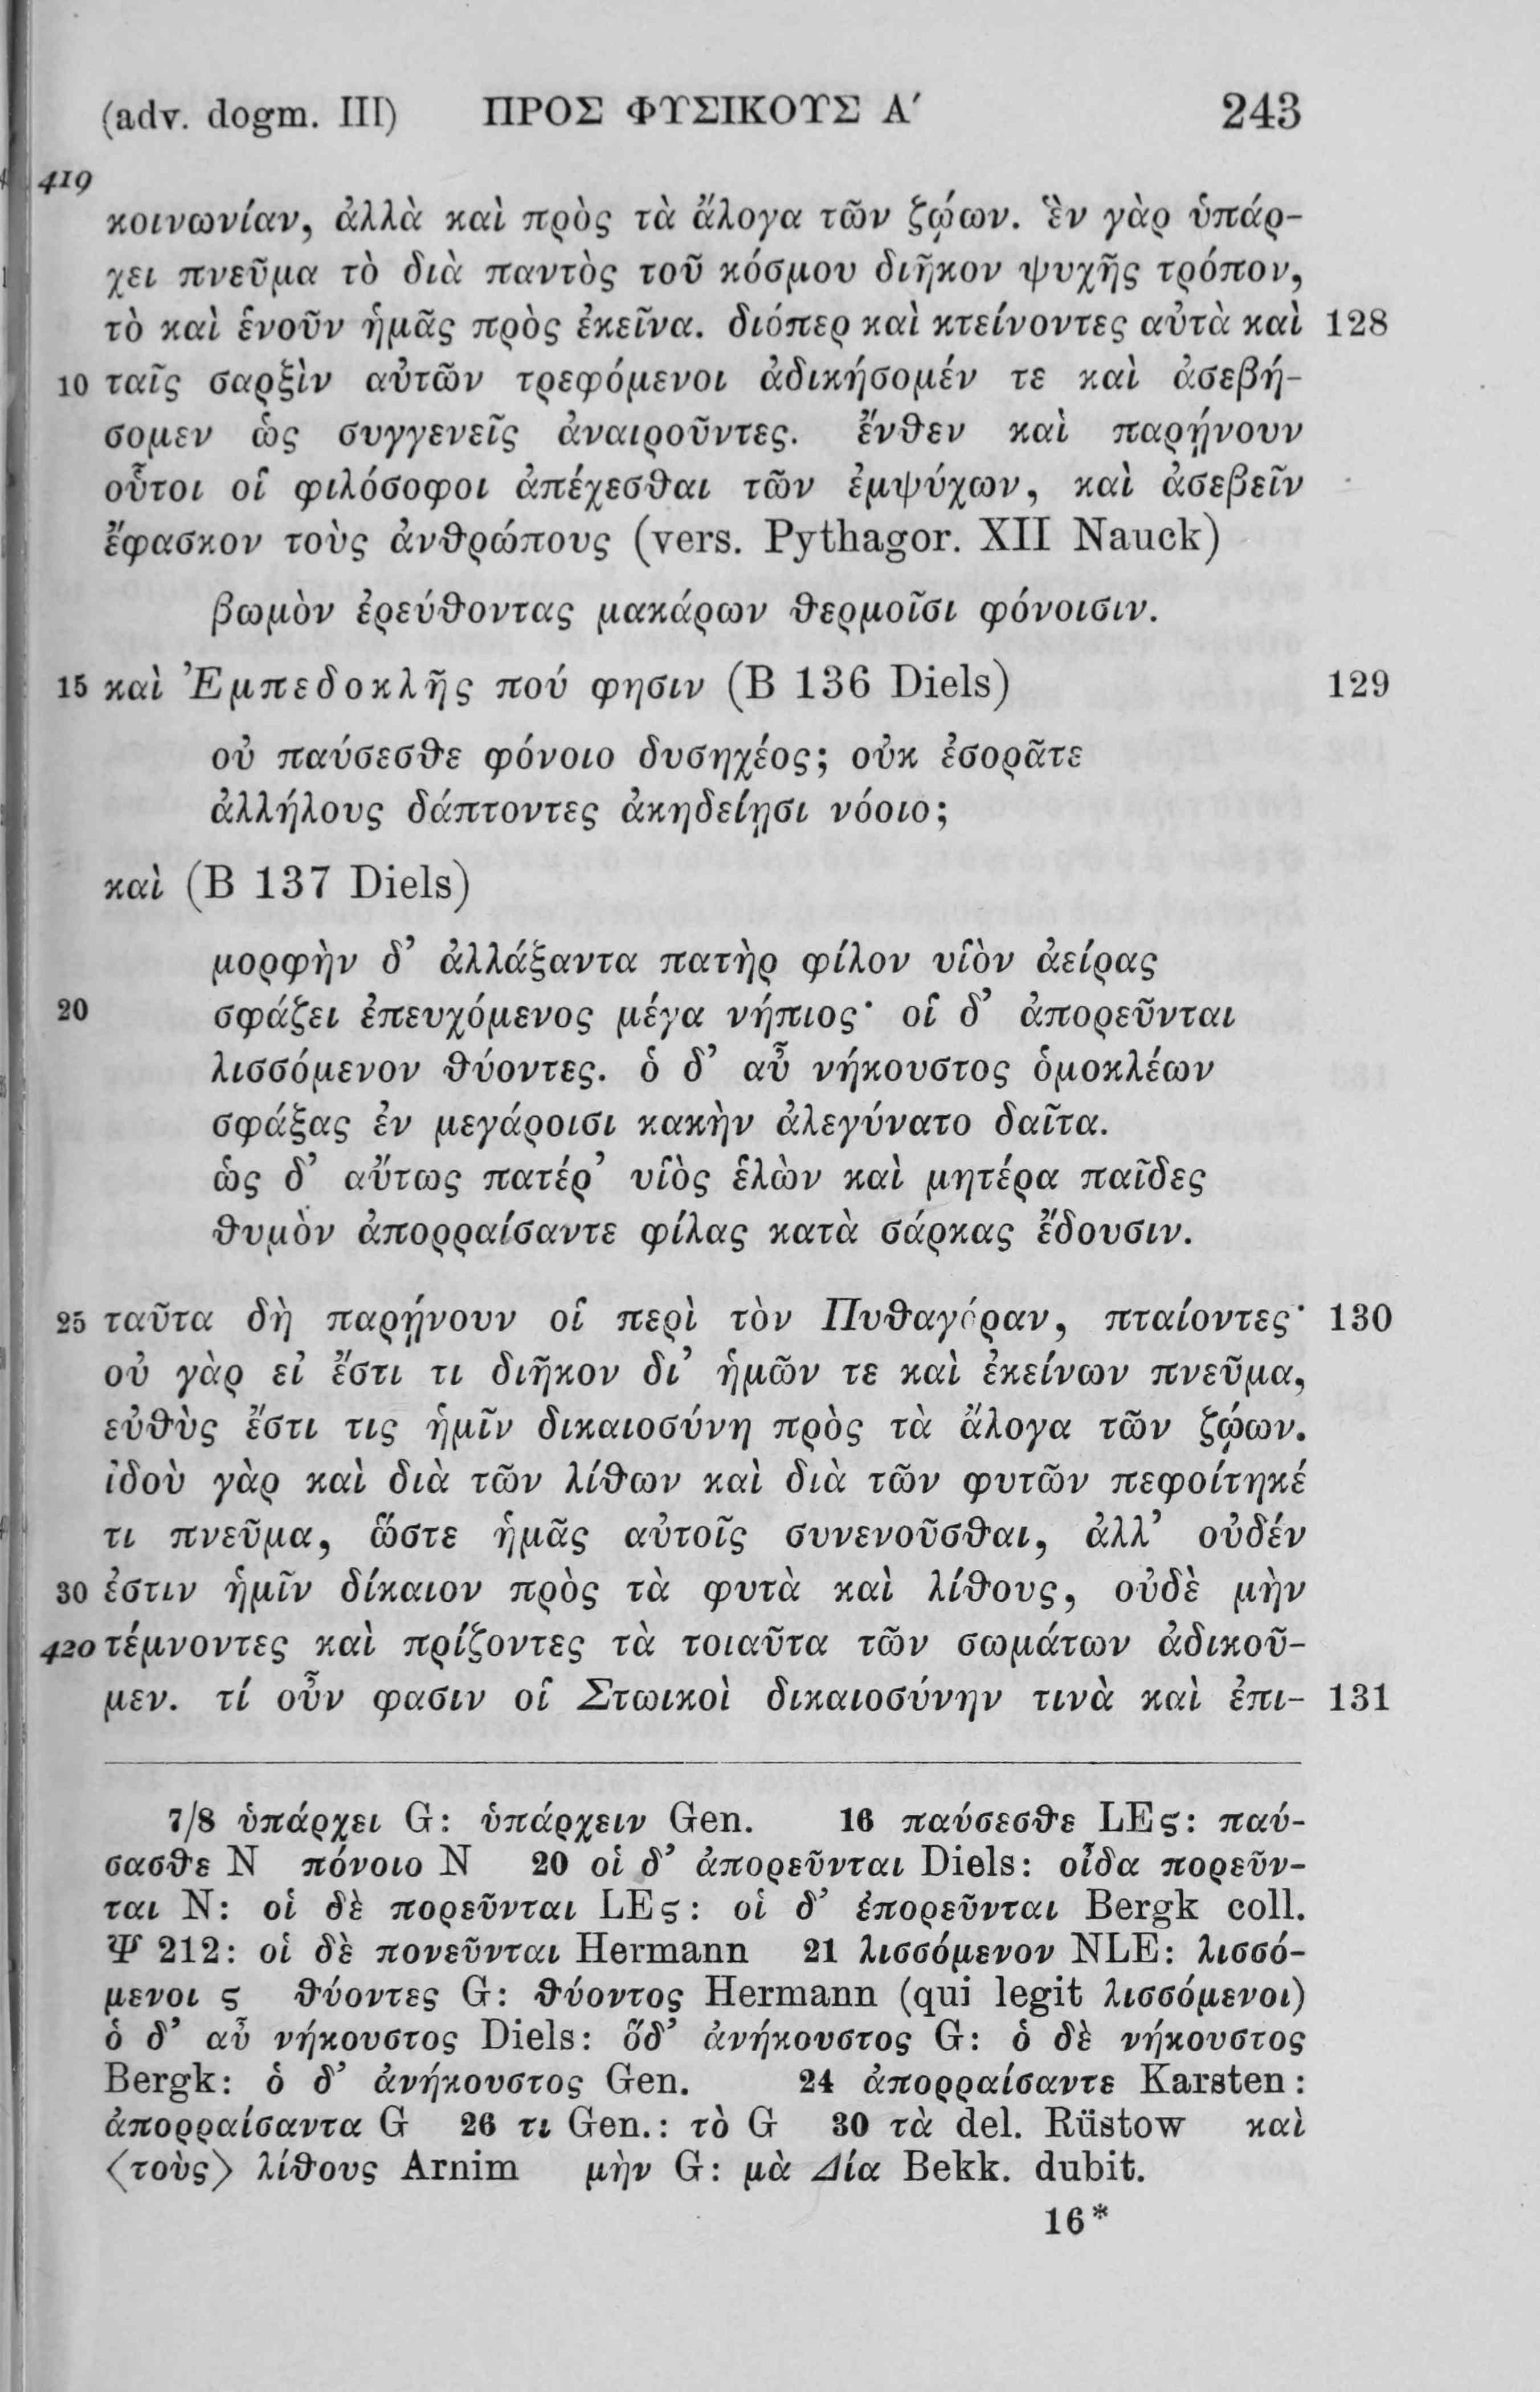 (adv. dogm. III) ΠΡΟΣ ΦΥΣΙΚΟΥΣ Α′ 243
419
κοινωνίαν, ἀλλὰ καὶ πρὸς τὰ ἄλογα τῶν ζῴων. ἓν γὰρ ὑπάρ-
χει πνεῦμα τὸ διὰ παντὸς τοῦ κόσμου διῆκον ψυχῆς τρόπον,
τὸ καὶ ἑνοῦν ἡμᾶς πρὸς ἐκεῖνα. διόπερ καὶ κτείνοντες αὐτὰ καὶ 128
10 ταῖς σαρξὶν αὐτῶν τρεφόμενοι ἀδικήσομέν τε καὶ ἀσεβή-
σομεν ὡς συγγενεῖς ἀναιροῦντες. ἔνθεν καὶ παρῄνουν
οὗτοι οἱ φιλόσοφοι ἀπέχεσθαι τῶν ἐμψύχων, καὶ ἀσεβεῖν
ἔφασκον τοὺς ἀνθρώπους (vers. Pythagor. XII Nauck)
βωμὸν ἐρεύθοντας μακάρων θερμοῖσι φόνοισιν.
15 καὶ Ἐμπεδοκλῆς πού φησιν (B 136 Diels) 129
οὐ παύσεσθε φόνοιο δυσηχέος; οὐκ ἐσορᾶτε
ἀλλήλους δάπτοντες ἀκηδείῃσι νόοιο;
καὶ (B 137 Diels)
μορφὴν δ’ ἀλλάξαντα πατὴρ φίλον υἱὸν ἀείρας
20 σφάζει ἐπευχόμενος μέγα νήπιος· οἱ δ’ ἀπορεῦνται
λισσόμενον θύοντες. ὁ δ’ αὖ νήκουστος ὁμοκλέων
σφάξας ἐν μεγάροισι κακὴν ἀλεγύνατο δαῖτα.
ὡς δ’ αὔτως πατέρ’ υἱὸς ἑλὼν καὶ μητέρα παῖδες
θυμὸν ἀπορραίσαντε φίλας κατὰ σάρκας ἔδουσιν.
25 ταῦτα δὴ παρῄνουν οἱ περὶ τὸν Πυθαγόραν, πταίοντες· 130
οὐ γὰρ εἰ ἔστι τι διῆκον δι’ ἡμῶν τε καὶ ἐκείνων πνεῦμα,
εὐθὺς ἔστι τις ἡμῖν δικαιοσύνη πρὸς τὰ ἄλογα τῶν ζῴων.
ἰδοὺ γὰρ καὶ διὰ τῶν λίθων καὶ διὰ τῶν φυτῶν πεφοίτηκέ
τι πνεῦμα, ὥστε ἡμᾶς αὐτοῖς συνενοῦσθαι, ἀλλ’ οὐδέν
30 ἐστιν ἡμῖν δίκαιον πρὸς τὰ φυτὰ καὶ λίθους, οὐδὲ μὴν
420 τέμνοντες καὶ πρίζοντες τὰ τοιαῦτα τῶν σωμάτων ἀδικοῦ-
μεν. τί οὖν φασιν οἱ Στωικοὶ δικαιοσύνην τινὰ καὶ ἐπι- 131
7/8 ὑπάρχει G: ὑπάρχειν Gen. 16 παύσεσθε LEς: παύ-
σασθε N πόνοιο N 20 οἱ δ’ ἀπορεῦνται Diels: οἶδα πορεῦν-
ται N: οἱ δὲ πορεῦνται LEς: οἱ δ’ ἐπορεῦνται Bergk coll.
Ψ 212: οἱ δὲ πονεῦνται Hermann 21 λισσόμενον NLE: λισσό-
μενοι ς θύοντες G: θύοντος Hermann (qui legit λισσόμενοι)
ὁ δ’ αὖ νήκουστος Diels: ὅδ’ ἀνήκουστος G: ὁ δὲ νήκουστος
Bergk: ὁ δ’ ἀνήκουστος Gen. 24 ἀπορραίσαντε Karsten:
ἀπορραίσαντα G 26 τι Gen.: τὸ G 30 τὰ del. Rüstow καὶ
⟨τοὺς⟩ λίθους Arnim μὴν G: μὰ Δία Bekk. dubit.
16*